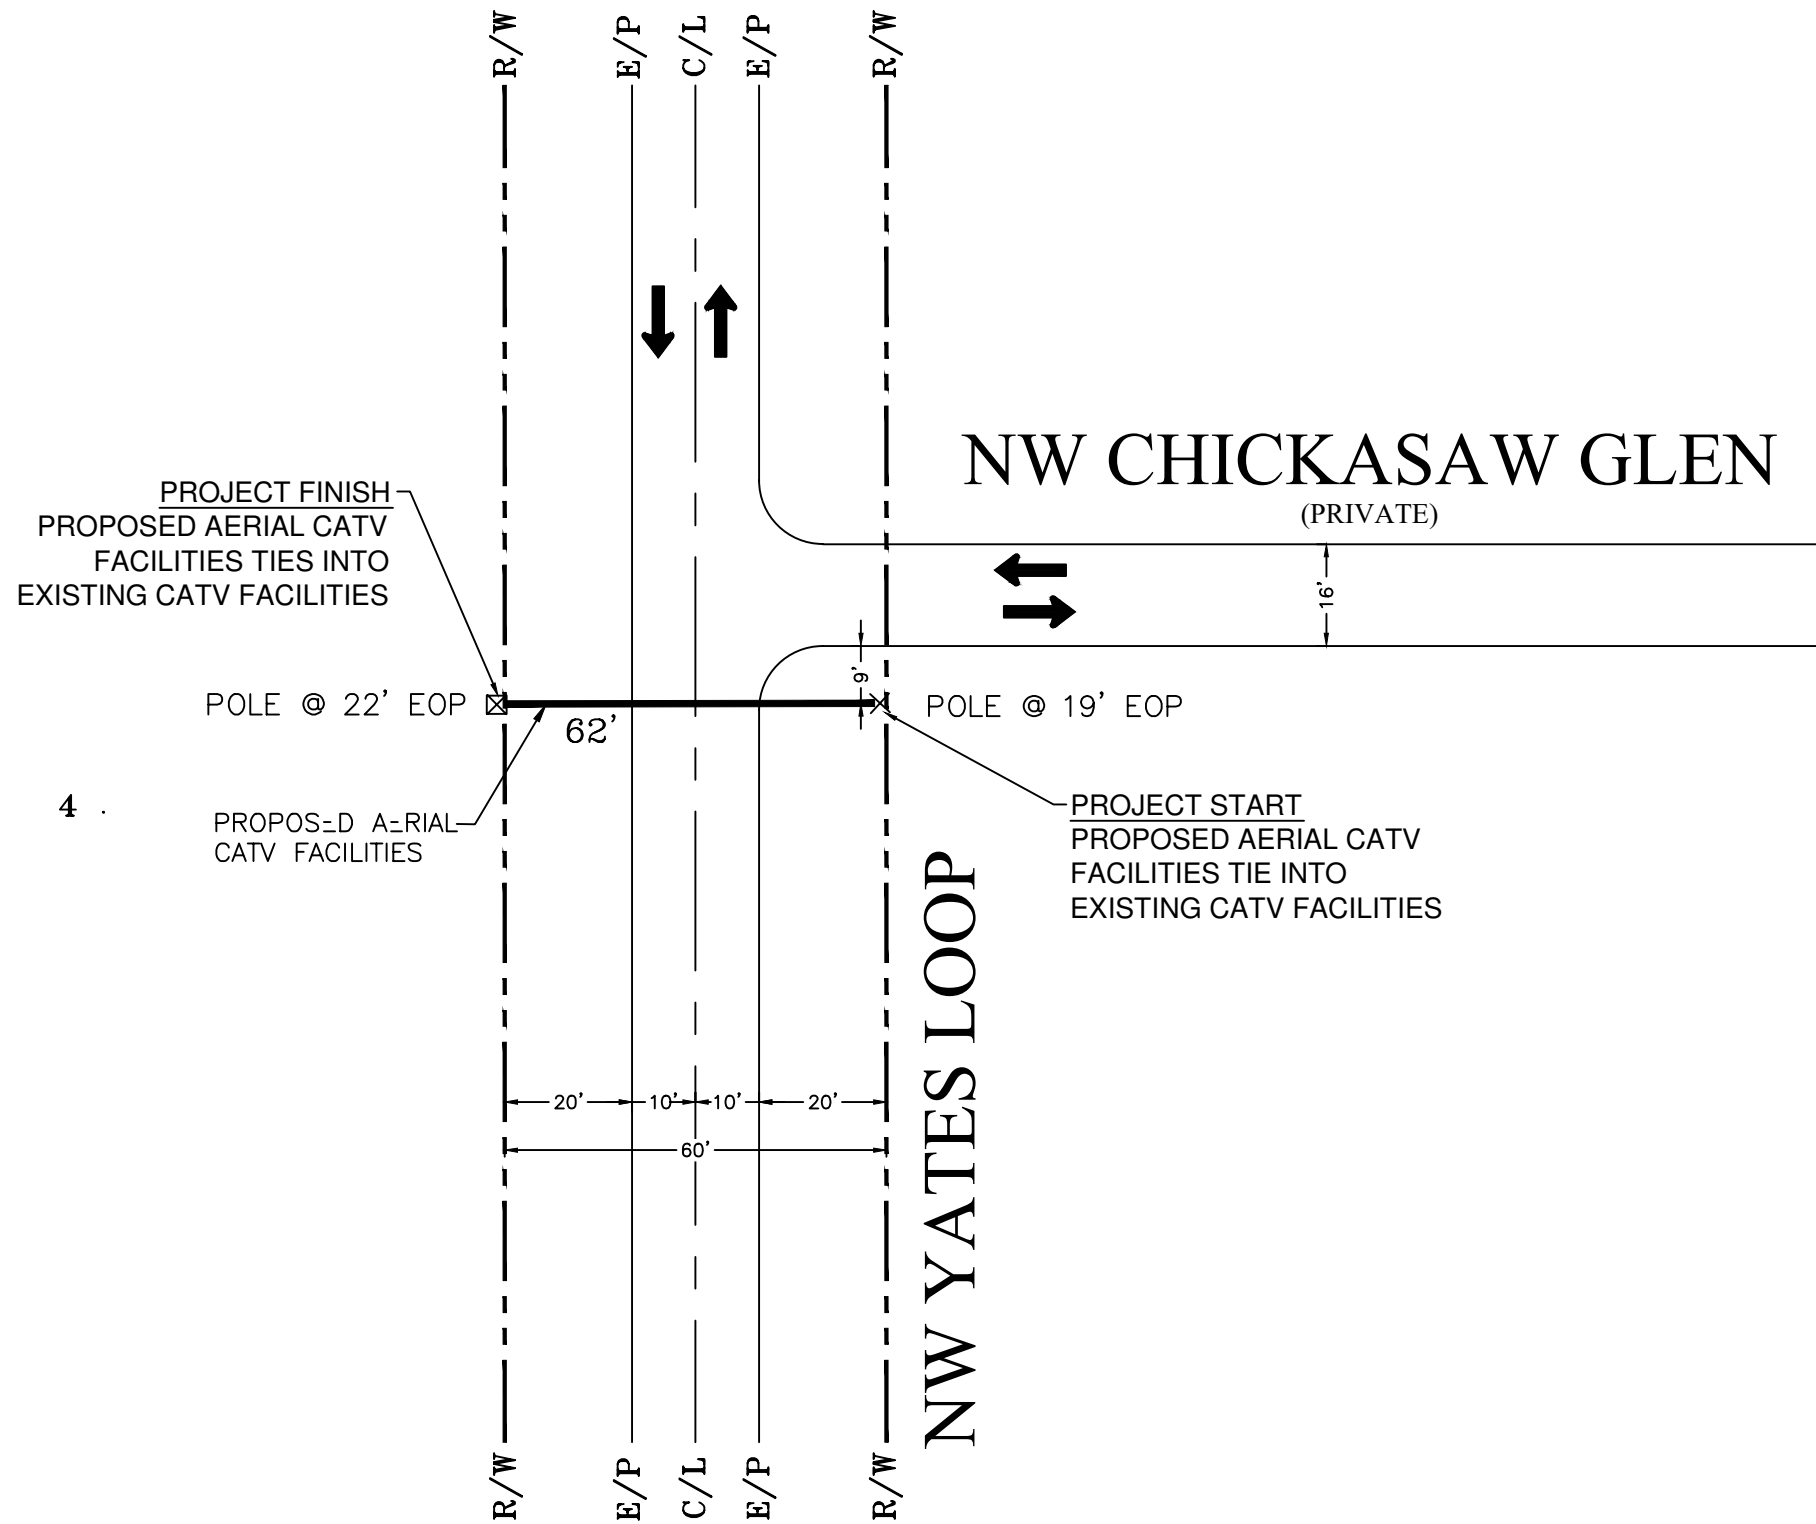 R/W
E/P
C/L
E/P
R/W
NW CHICKASAW GLEN
(PRIVATE)
PROJECT FINISH
PROPOSED AERIAL CATV
FACILITIES TIES INTO
EXISTING CATV FACILITIES
16'
9'
POLE @ 22' EOP
POLE @ 19' EOP
62'
4 .
PROPOSED AERIAL
CATV FACILITIES
PROJECT START
PROPOSED AERIAL CATV
FACILITIES TIE INTO
EXISTING CATV FACILITIES
NW YATES LOOP
20'
10'
10'
20'
60'
R/W
E/P
C/L
E/P
R/W